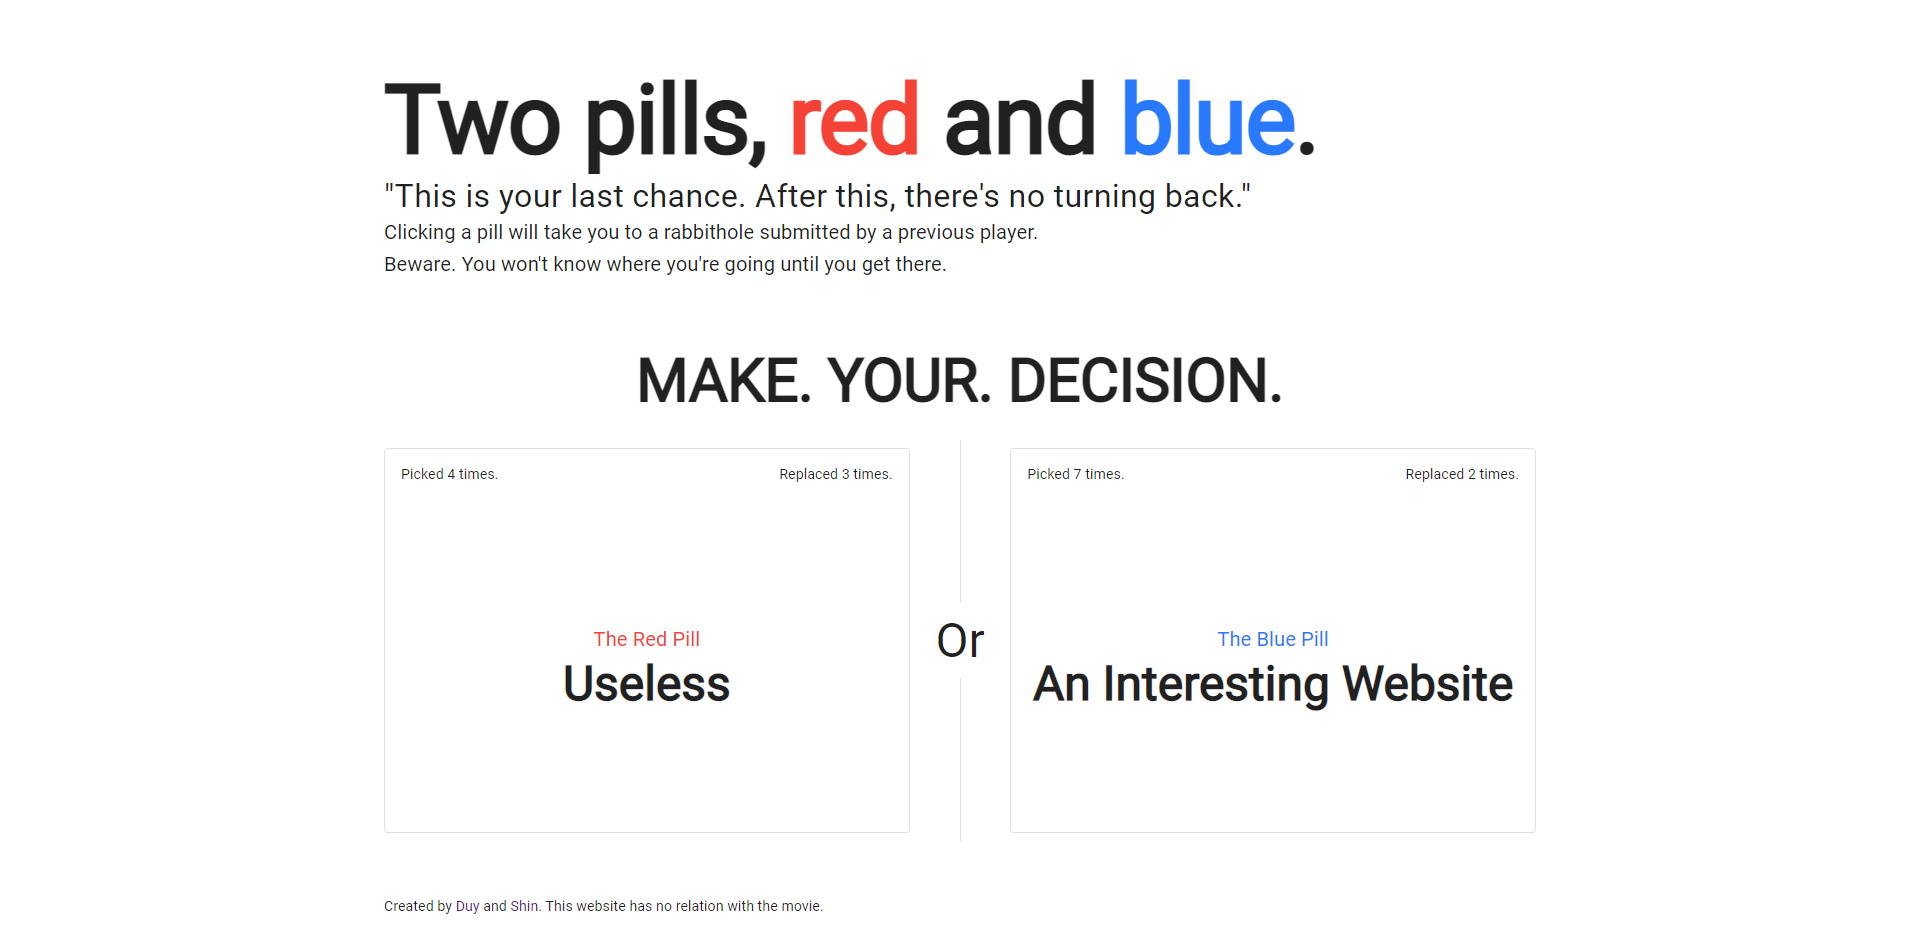 Two pills, red and blue.
"This is your last chance. After this, there's no turning back."
Clicking a pill will take you to a rabbithole submitted by a previous player.
Beware. You won't know where you're going until you get there.
MAKE. YOUR. DECISION.
Picked 4 times.
Replaced 3 times.
The Red Pill
Useless
Or
Picked 7 times.
Replaced 2 times.
The Blue Pill
An Interesting Website
Created by Duy and Shin. This website has no relation with the movie.